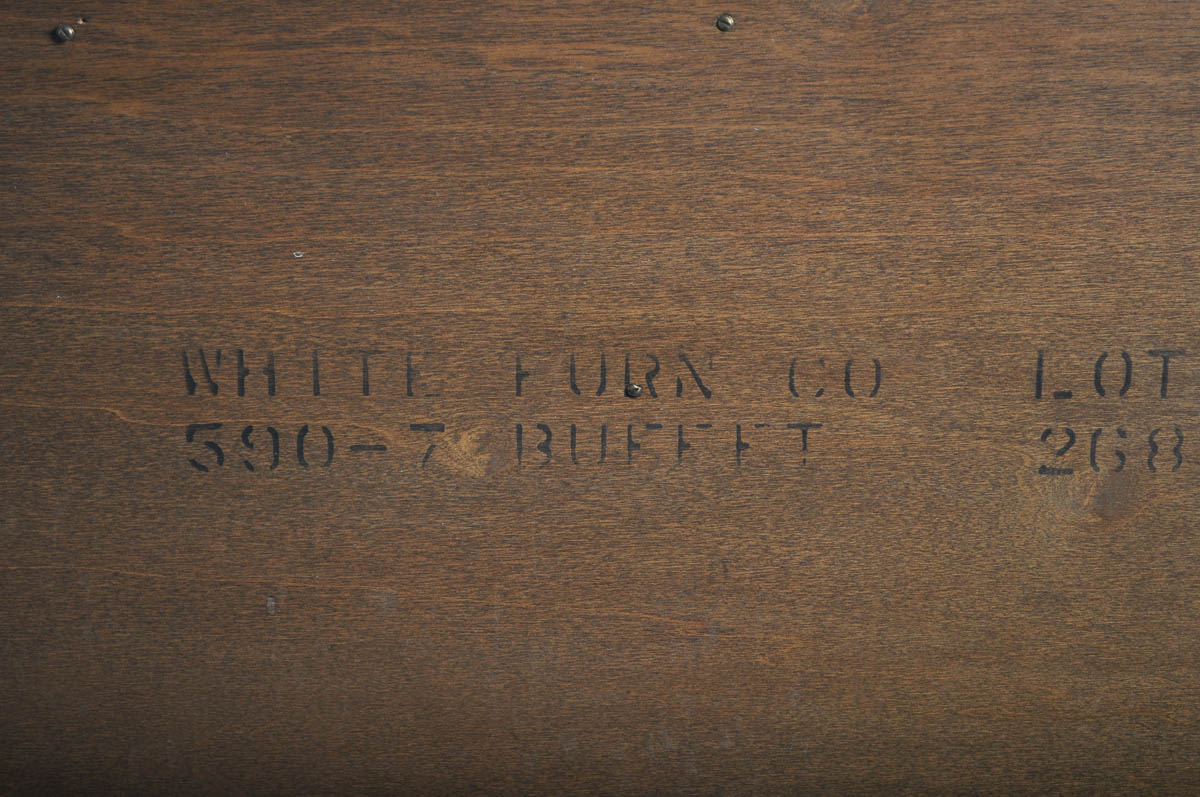 WHITE FURN CO LOT
590-7 BUFFET 268